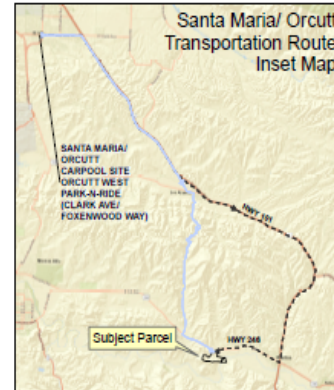 Santa Maria/ Orcutt
Transportation Route
Inset Map
SANTA MARIA/
ORCUTT
CARPOOL SITE
ORCUTT WEST
PARK-N-RIDE
(CLARK AVE/
FOXENWOOD WAY)
HWY 101
Subject Parcel
HWY 246